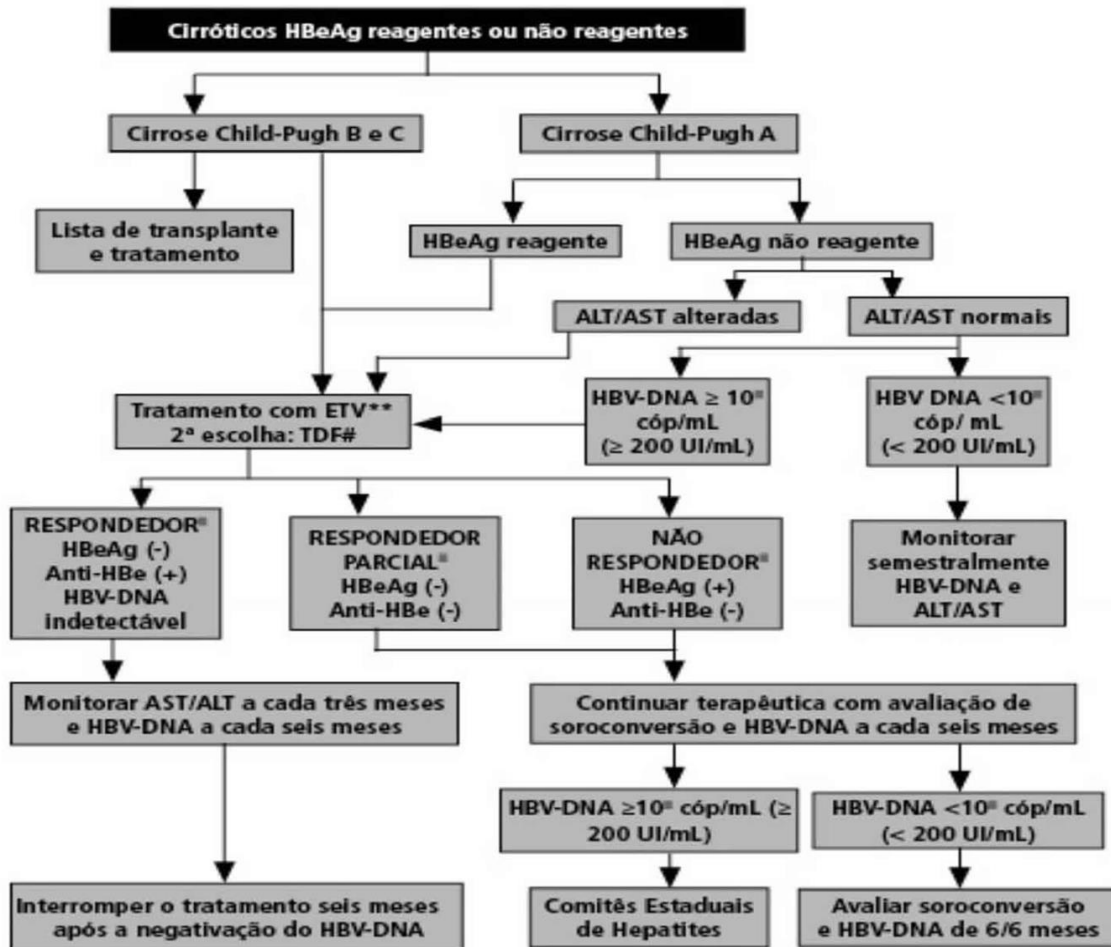 Cirróticos HBeAg reagentes ou não reagentes
Cirrose Child-Pugh B e C
Cirrose Child-Pugh A
Lista de transplante
e tratamento
HBeAg reagente
HBeAg não reagente
ALT/AST alteradas
ALT/AST normais
Tratamento com ETV**
2ª escolha: TDF#
HBV-DNA ≥ 10
cóp/mL
(≥ 200 UI/mL)
HBV DNA <10
cóp/ mL
(< 200 UI/mL)
RESPONDEDOR
HBeAg (-)
Anti-HBe (+)
HBV-DNA
indetectável
RESPONDEDOR
PARCIAL
HBeAg (-)
Anti-HBe (-)
NÃO
RESPONDEDOR
HBeAg (+)
Anti-HBe (-)
Monitorar
semestralmente
HBV-DNA e
ALT/AST
Monitorar AST/ALT a cada três meses
e HBV-DNA a cada seis meses
Continuar terapêutica com avaliação de
soroconversão e HBV-DNA a cada seis meses
HBV-DNA ≥10 cóp/mL (≥
200 UI/mL)
HBV-DNA <10 cóp/mL
(< 200 UI/mL)
Interromper o tratamento seis meses
após a negativação do HBV-DNA
Comitês Estaduais
de Hepatites
Avaliar soroconversão
e HBV-DNA de 6/6 meses